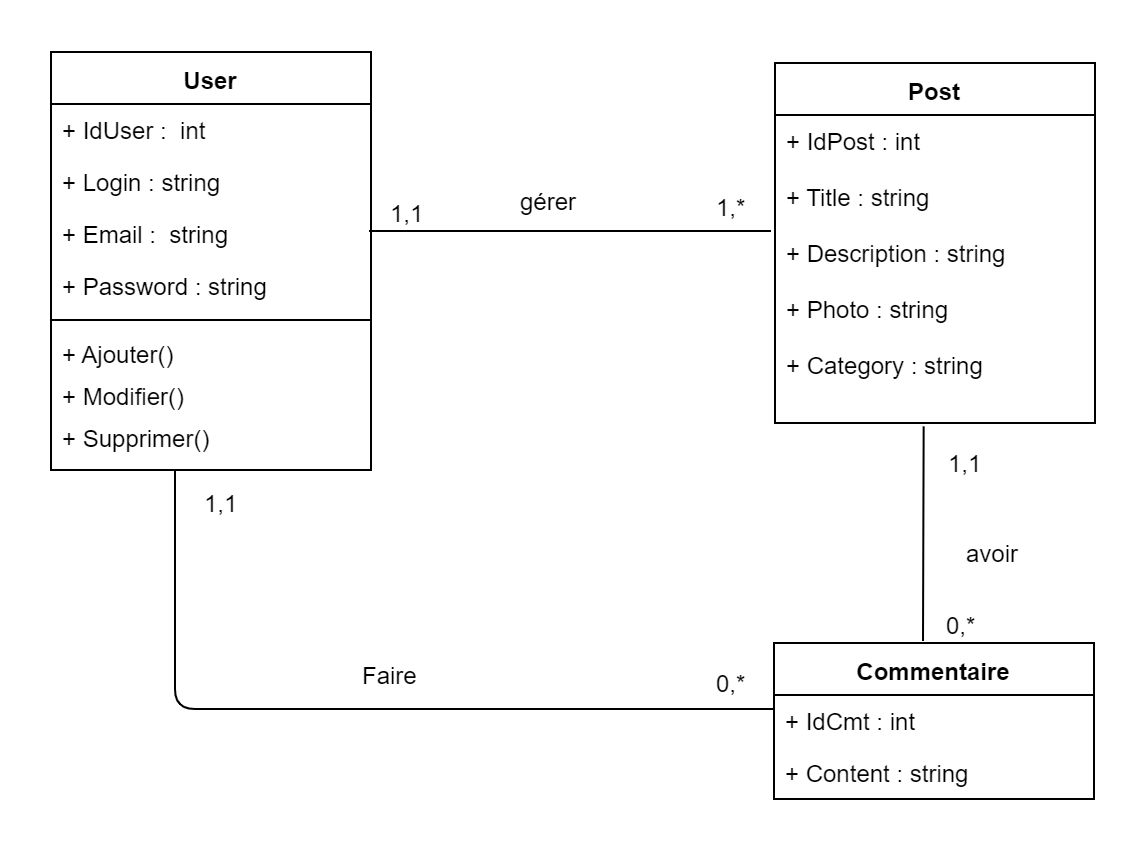 User
+ IdUser :  int
+ Login : string
+ Email :  string
+ Password : string
+ Ajouter()
+ Modifier()
+ Supprimer()
1,1
gérer
1,*
Post
+ IdPost : int
+ Title : string
+ Description : string
+ Photo : string
+ Category : string
1,1
avoir
0,*
1,1
Faire
0,*
Commentaire
+ IdCmt : int
+ Content : string